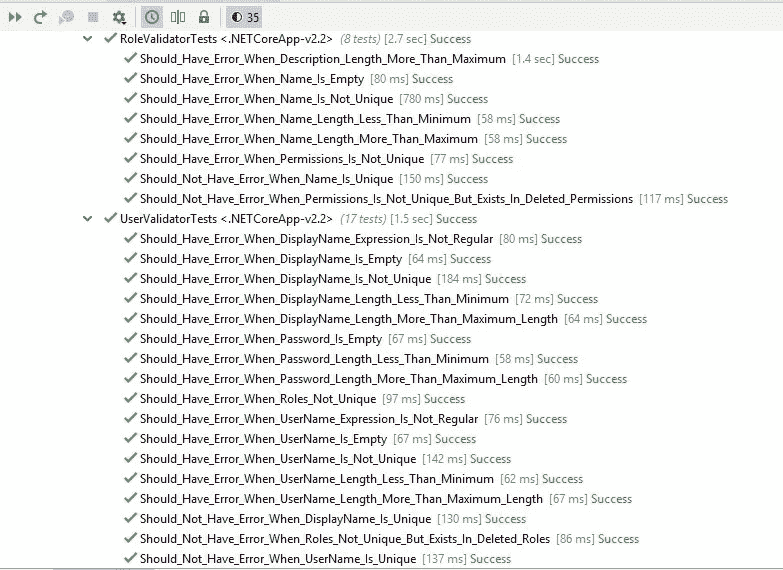 35
RoleValidatorTests <.NETCoreApp-v2.2> (8 tests) [2.7 sec] Success
Should_Have_Error_When_Description_Length_More_Than_Maximum [1.4 sec] Success
Should_Have_Error_When_Name_Is_Empty [80 ms] Success
Should_Have_Error_When_Name_Is_Not_Unique [780 ms] Success
Should_Have_Error_When_Name_Length_Less_Than_Minimum [58 ms] Success
Should_Have_Error_When_Name_Length_More_Than_Maximum [58 ms] Success
Should_Have_Error_When_Permissions_Is_Not_Unique [77 ms] Success
Should_Not_Have_Error_When_Name_Is_Unique [150 ms] Success
Should_Not_Have_Error_When_Permissions_Is_Not_Unique_But_Exists_In_Deleted_Permissions [117 ms] Success
UserValidatorTests <.NETCoreApp-v2.2> (17 tests) [1.5 sec] Success
Should_Have_Error_When_DisplayName_Expression_Is_Not_Regular [80 ms] Success
Should_Have_Error_When_DisplayName_Is_Empty [64 ms] Success
Should_Have_Error_When_DisplayName_Is_Not_Unique [184 ms] Success
Should_Have_Error_When_DisplayName_Length_Less_Than_Minimum [72 ms] Success
Should_Have_Error_When_DisplayName_Length_More_Than_Maximum_Length [64 ms] Success
Should_Have_Error_When_Password_Is_Empty [67 ms] Success
Should_Have_Error_When_Password_Length_Less_Than_Minimum [58 ms] Success
Should_Have_Error_When_Password_Length_More_Than_Maximum_Length [60 ms] Success
Should_Have_Error_When_Roles_Not_Unique [97 ms] Success
Should_Have_Error_When_UserName_Expression_Is_Not_Regular [76 ms] Success
Should_Have_Error_When_UserName_Is_Empty [67 ms] Success
Should_Have_Error_When_UserName_Is_Not_Unique [142 ms] Success
Should_Have_Error_When_UserName_Length_Less_Than_Minimum [62 ms] Success
Should_Have_Error_When_UserName_Length_More_Than_Maximum_Length [67 ms] Success
Should_Not_Have_Error_When_DisplayName_Is_Unique [130 ms] Success
Should_Not_Have_Error_When_Roles_Not_Unique_But_Exists_In_Deleted_Roles [86 ms] Success
Should_Not_Have_Error_When_UserName_Is_Unique [137 ms] Success